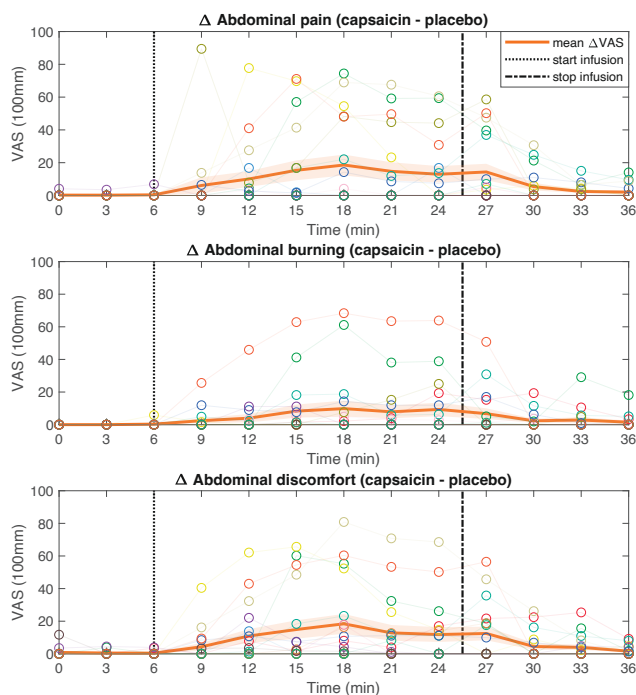 Δ Abdominal pain (capsaicin - placebo)
100
80
60
40
20
0
VAS (100mm)
mean ΔVAS
start infusion
stop infusion
0 3 6 9 12 15 18 21 24 27 30 33 36
Time (min)
Δ Abdominal burning (capsaicin - placebo)
100
80
60
40
20
0
VAS (100mm)
0 3 6 9 12 15 18 21 24 27 30 33 36
Time (min)
Δ Abdominal discomfort (capsaicin - placebo)
100
80
60
40
20
0
VAS (100mm)
0 3 6 9 12 15 18 21 24 27 30 33 36
Time (min)